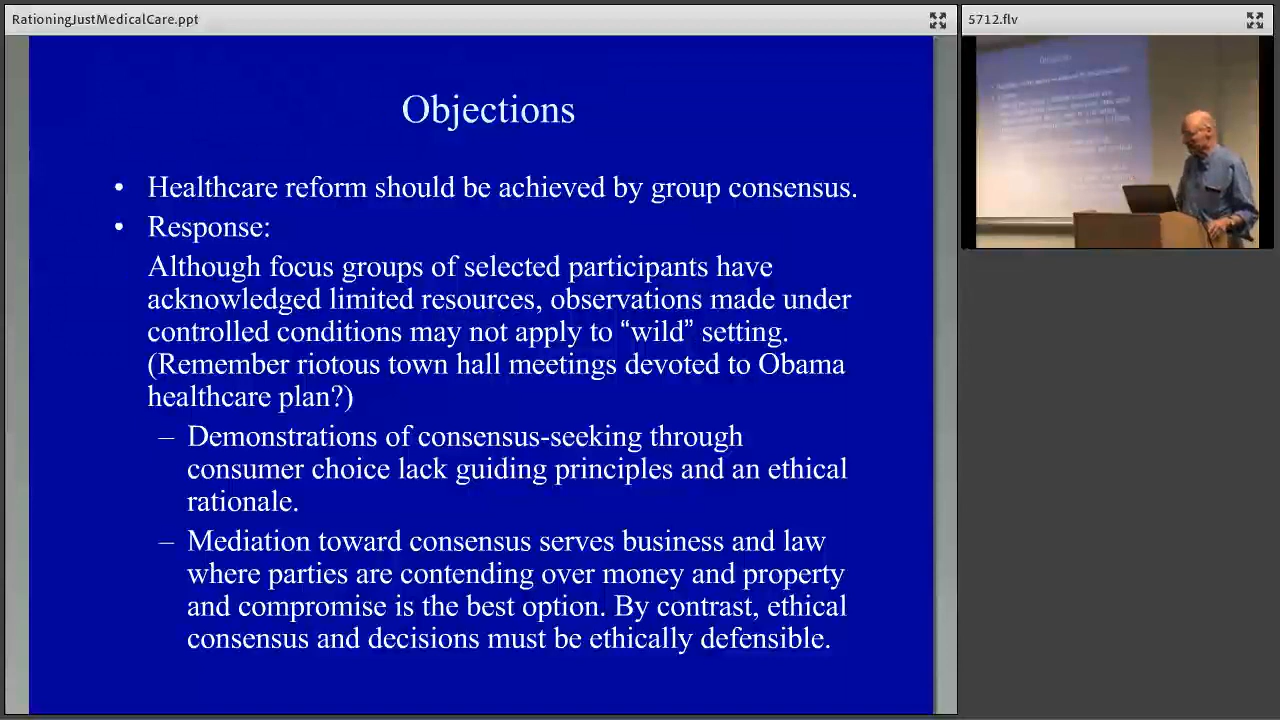 RationingJustMedicalCare.ppt
5712.flv
Objections
• Healthcare reform should be achieved by group consensus.
• Response:
Although focus groups of selected participants have
acknowledged limited resources, observations made under
controlled conditions may not apply to “wild” setting.
(Remember riotous town hall meetings devoted to Obama
healthcare plan?)
– Demonstrations of consensus-seeking through
consumer choice lack guiding principles and an ethical
rationale.
– Mediation toward consensus serves business and law
where parties are contending over money and property
and compromise is the best option. By contrast, ethical
consensus and decisions must be ethically defensible.